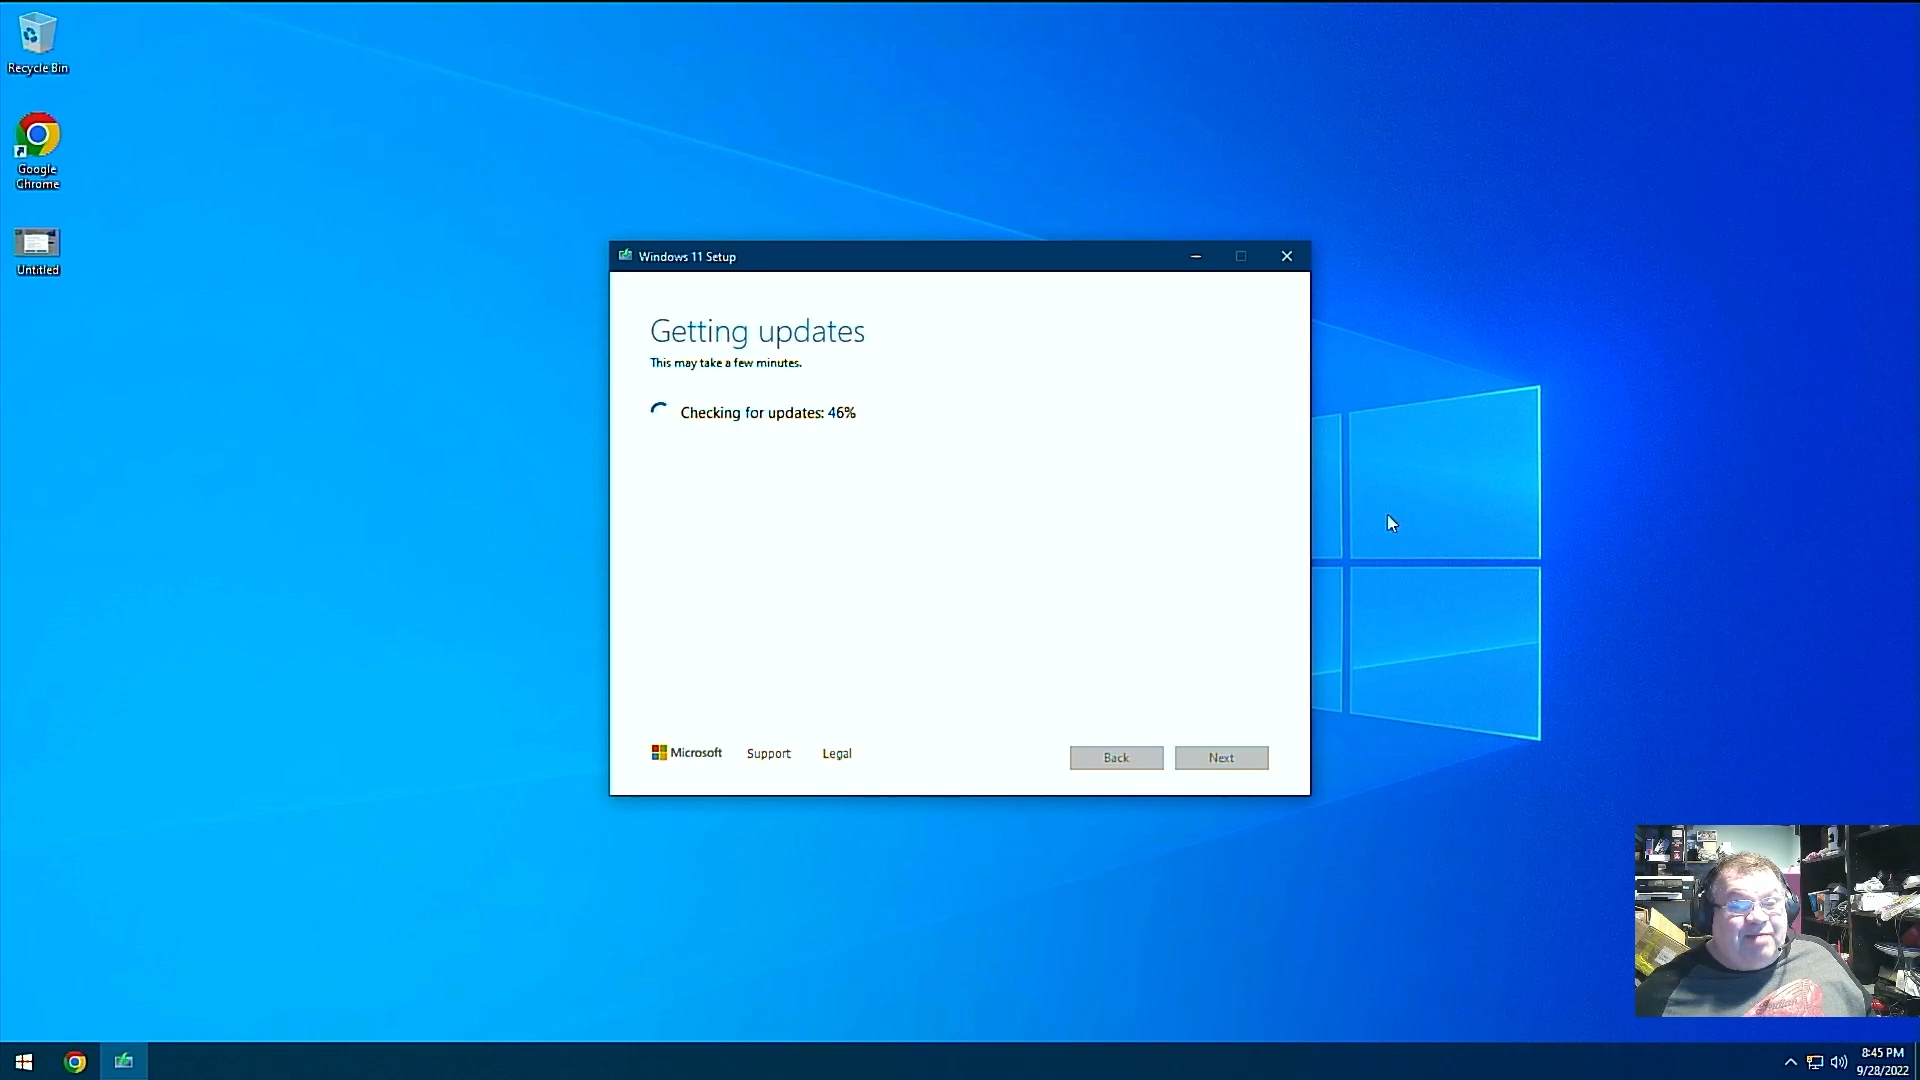 Recycle Bin
Google
Chrome
Untitled
Windows 11 Setup
Getting updates
This may take a few minutes.
Checking for updates: 46%
Microsoft
Support
Legal
Back
Next
8:45 PM
9/28/2022